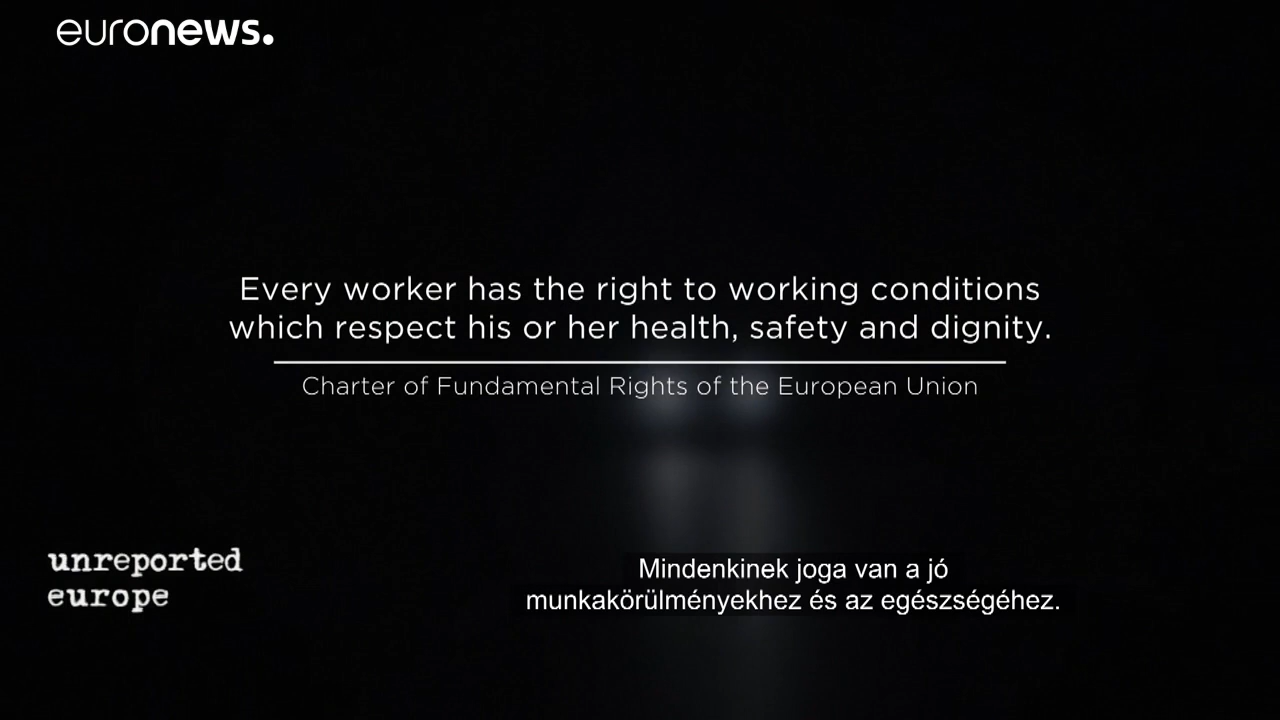 euronews.
Every worker has the right to working conditions
which respect his or her health, safety and dignity.
Charter of Fundamental Rights of the European Union
unreported
europe
Mindenkinek joga van a jó
munkakörülményekhez és az egészségéhez.